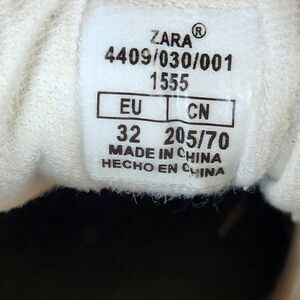 ZARA®
4409/030/001
1555
EU CN
32 205/70
MADE IN CHINA
HECHO EN CHINA